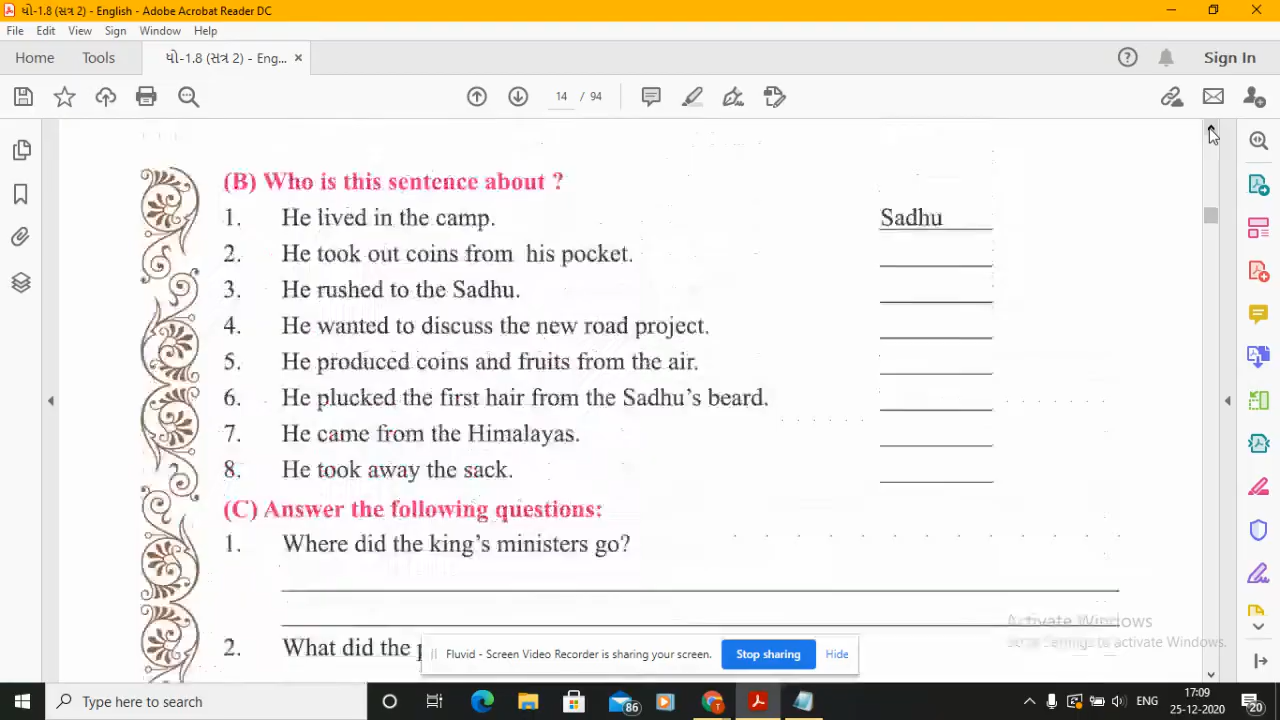 ધો-1.8 (સત્ર 2) - English - Adobe Acrobat Reader DC
File Edit View Sign Window Help
Home Tools ધો-1.8 (સત્ર 2) - Eng... × Sign In
14 / 94
(B) Who is this sentence about ?
1. He lived in the camp. Sadhu
2. He took out coins from his pocket.
3. He rushed to the Sadhu.
4. He wanted to discuss the new road project.
5. He produced coins and fruits from the air.
6. He plucked the first hair from the Sadhu's beard.
7. He came from the Himalayas.
8. He took away the sack.
(C) Answer the following questions:
1. Where did the king's ministers go?
Activate Windows
to activate Windows.
2. What did the
Fluvid - Screen Video Recorder is sharing your screen. Stop sharing Hide
Type here to search 86 ENG 17:09
25-12-2020 20